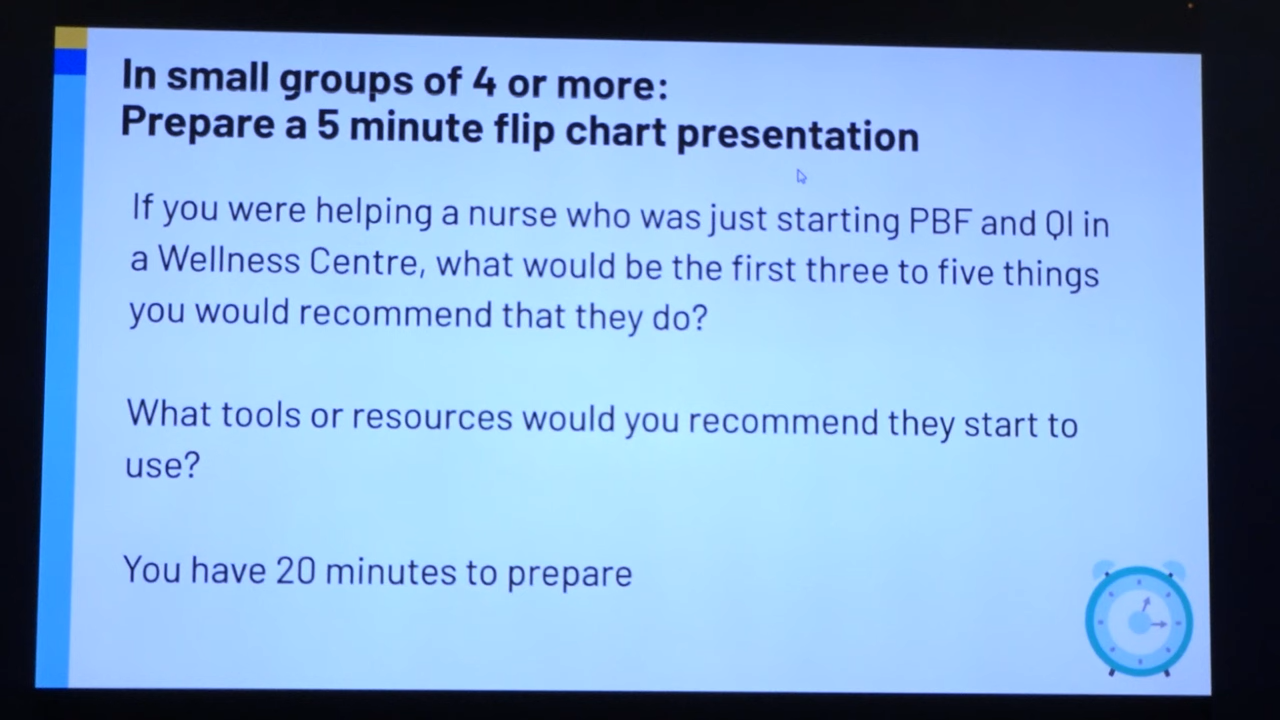 In small groups of 4 or more:
Prepare a 5 minute flip chart presentation
If you were helping a nurse who was just starting PBF and QI in
a Wellness Centre, what would be the first three to five things
you would recommend that they do?
What tools or resources would you recommend they start to
use?
You have 20 minutes to prepare